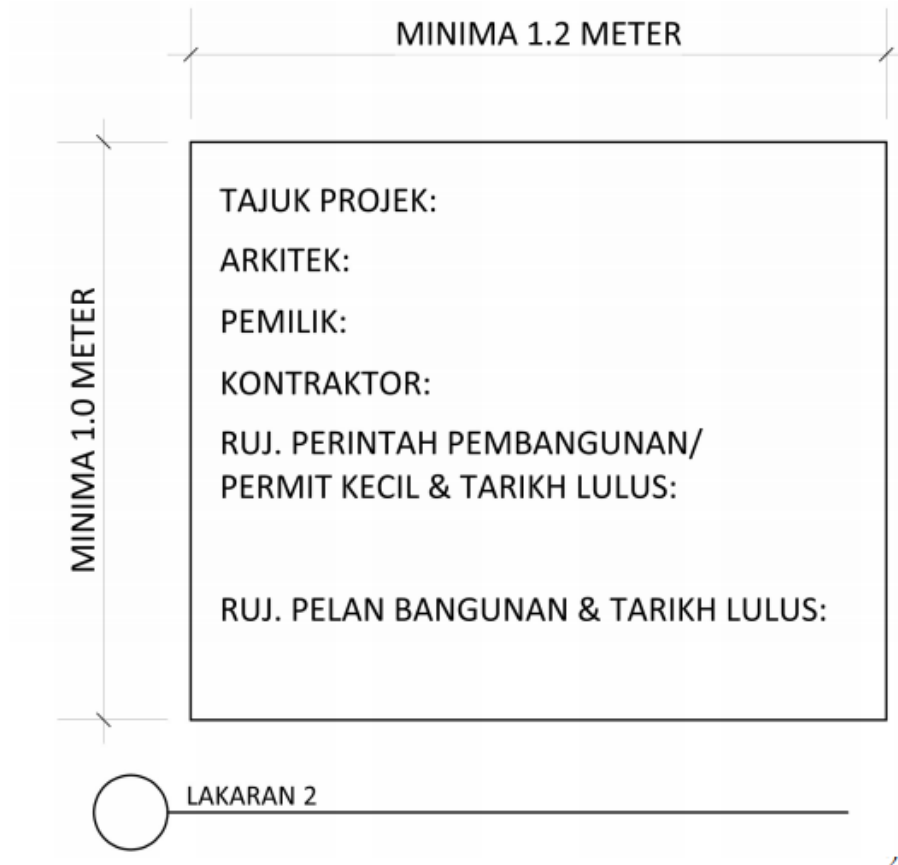 MINIMA 1.2 METER
MINIMA 1.0 METER
TAJUK PROJEK:
ARKITEK:
PEMILIK:
KONTRAKTOR:
RUJ. PERINTAH PEMBANGUNAN/
PERMIT KECIL & TARIKH LULUS:
RUJ. PELAN BANGUNAN & TARIKH LULUS:
LAKARAN 2